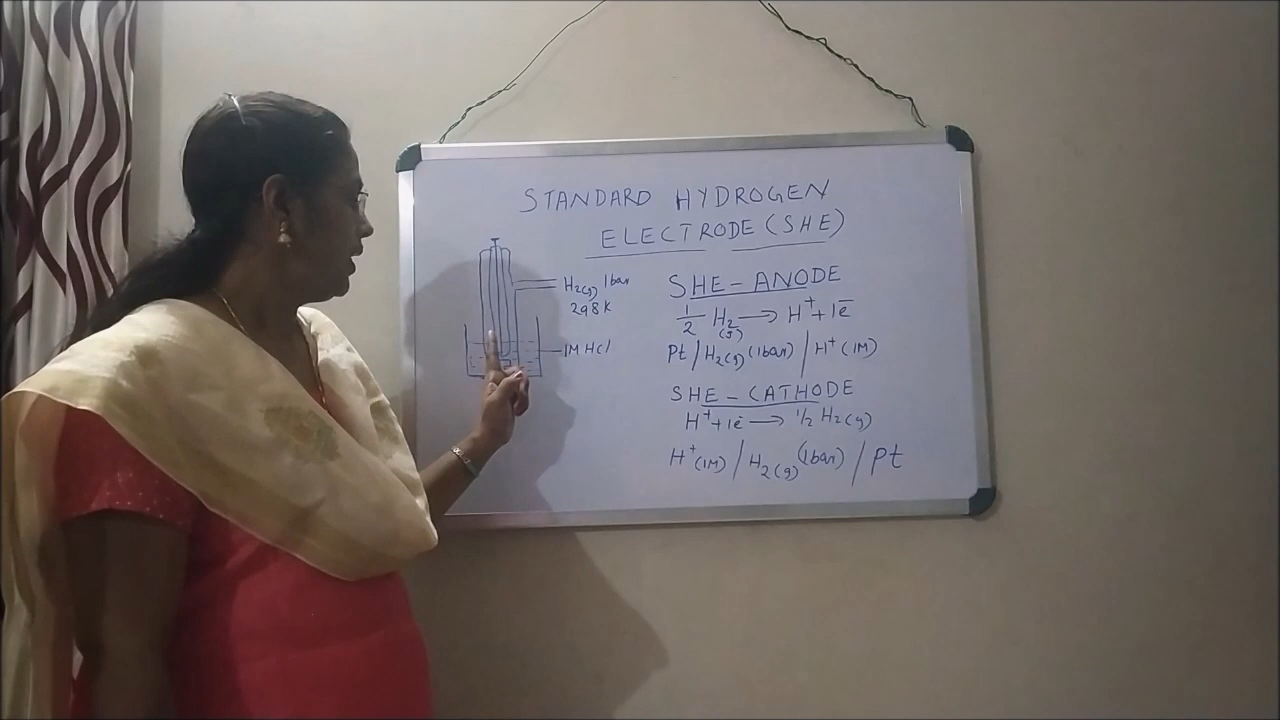 STANDARD HYDROGEN
ELECTRODE (SHE)
H2(g) 1bar
298K
1M HCl
SHE - ANODE
1/2 H2(g) → H⁺ + 1e̅
Pt / H2(g) (1bar) / H⁺ (1M)
SHE - CATHODE
H⁺ + 1e̅ → 1/2 H2(g)
H⁺(1M) / H2(g) (1bar) / Pt